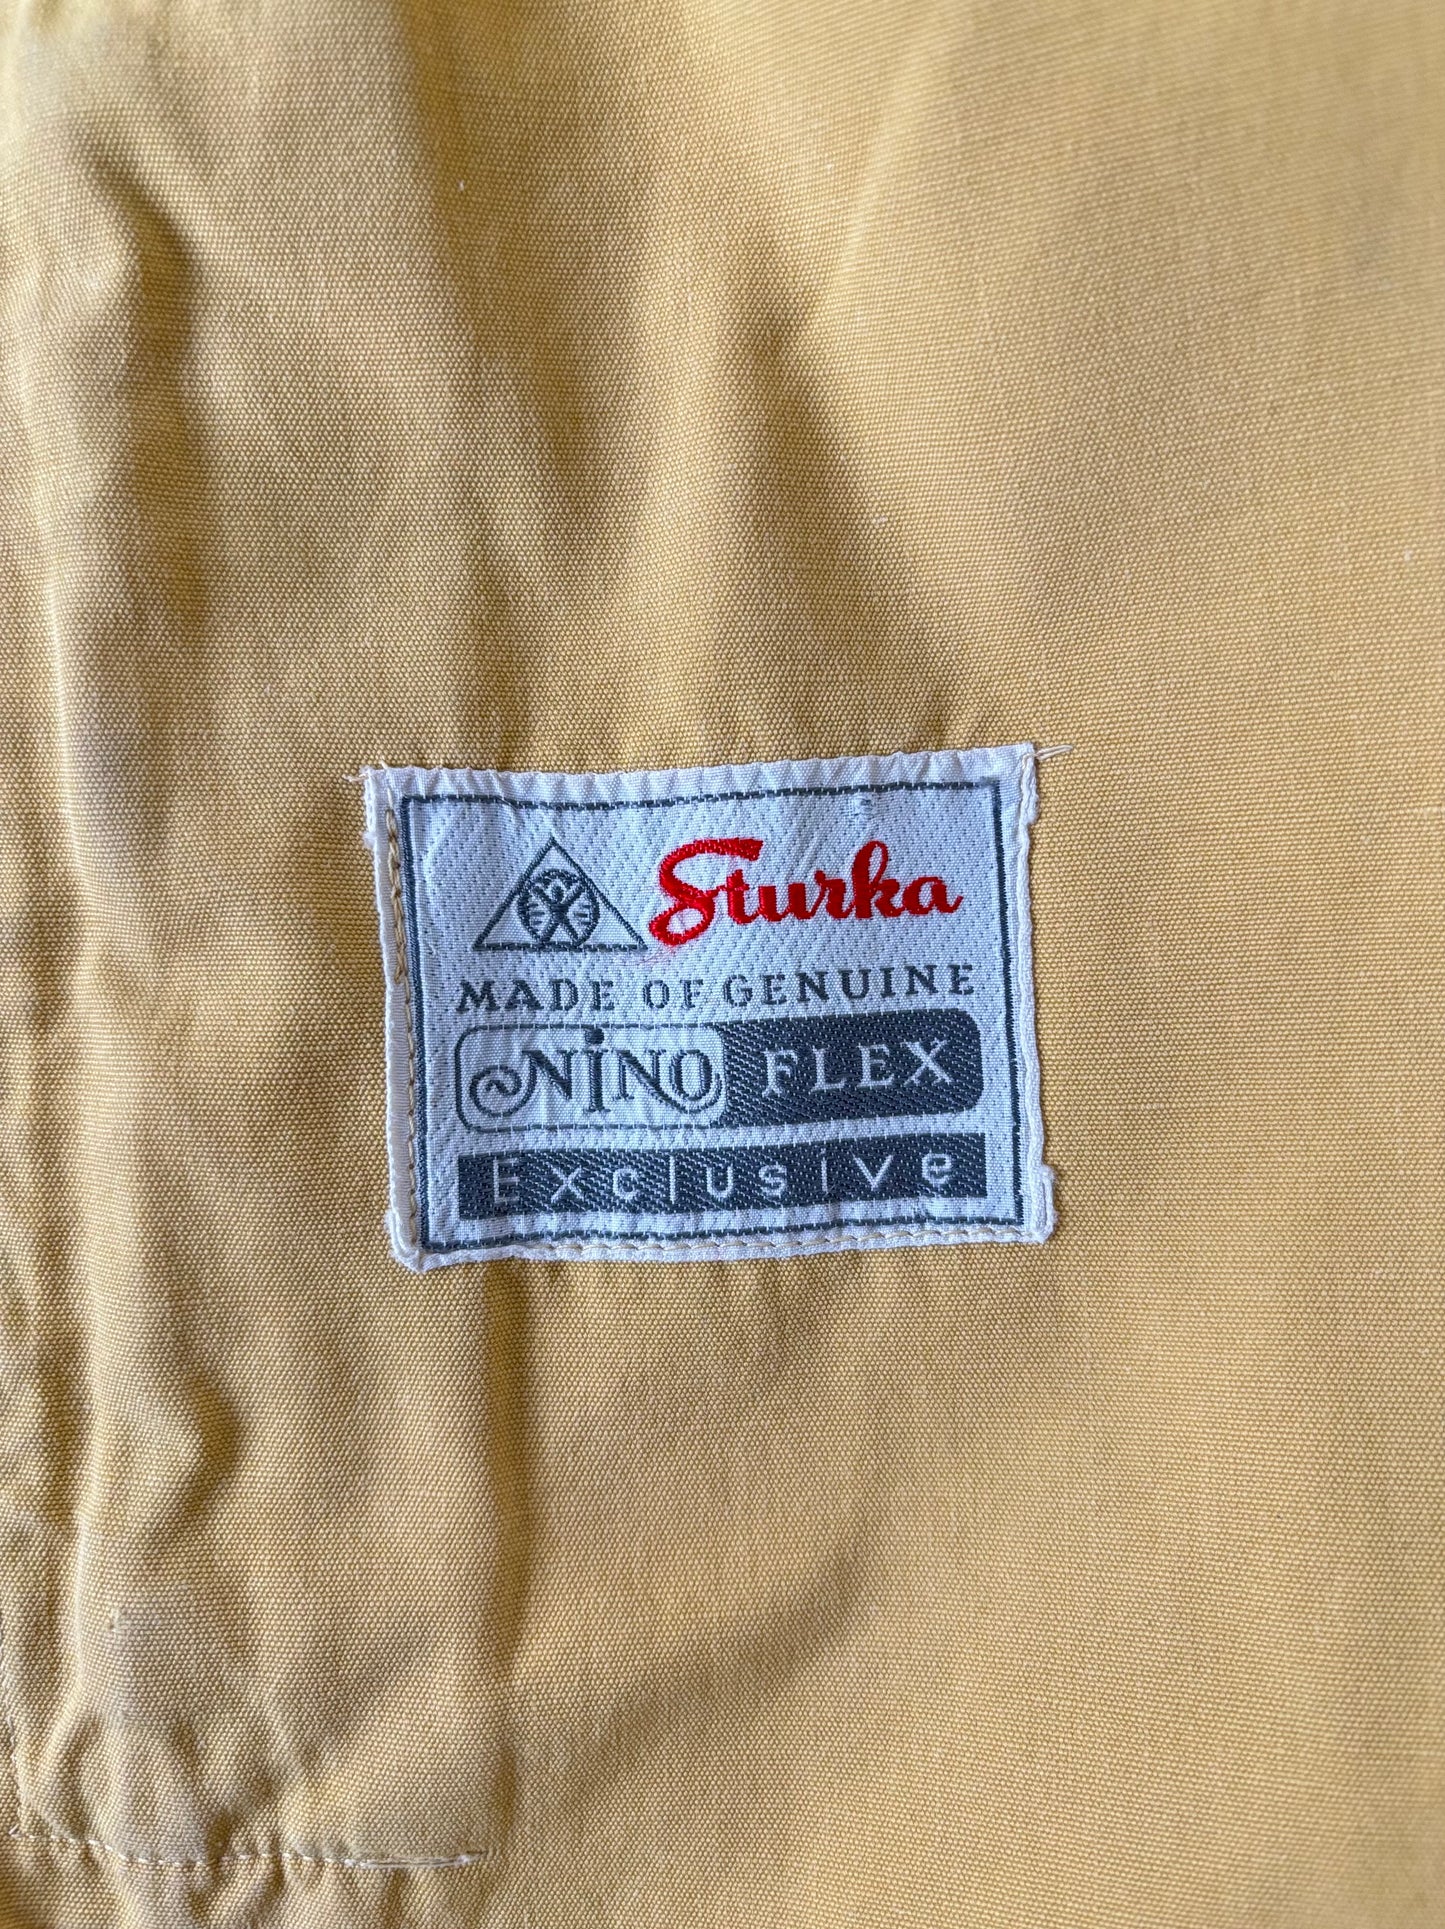 Sturka
MADE OF GENUINE
NINO FLEX
Exclusive